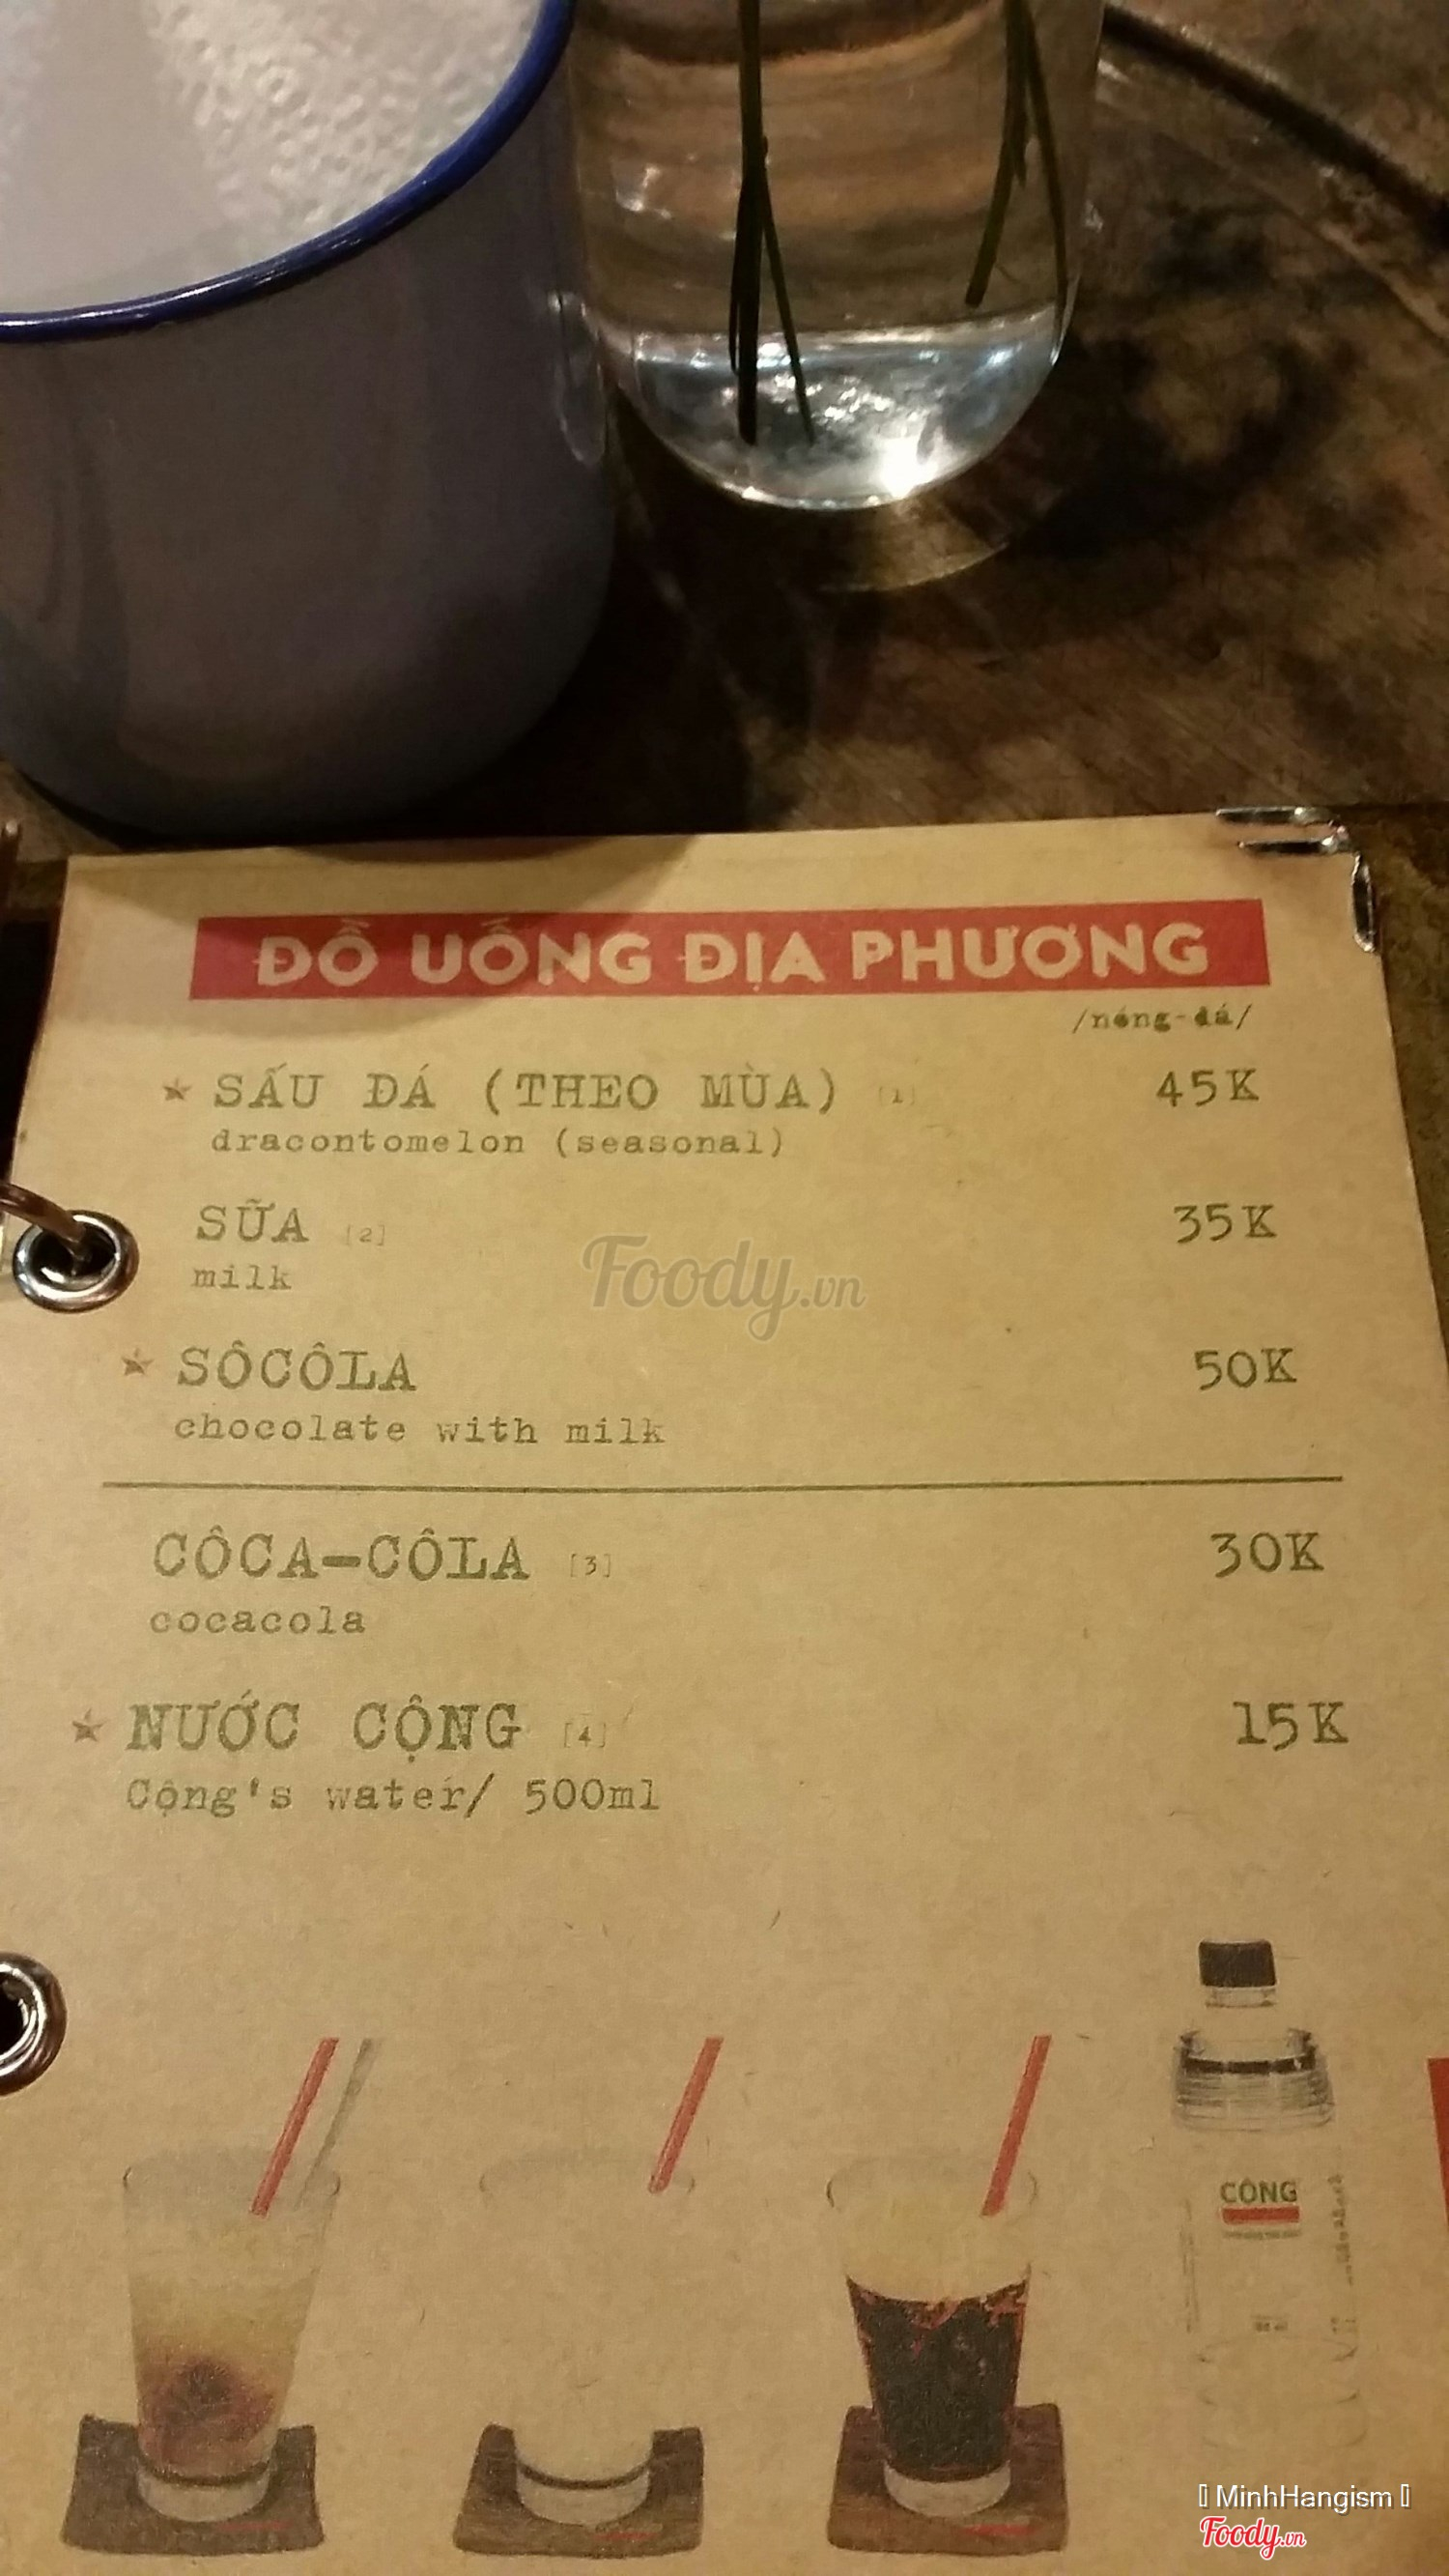 ĐỒ UỐNG ĐỊA PHƯƠNG
/nóng-đá/
SẤU ĐÁ (THEO MÙA) [1] 45K
dracontomelon (seasonal)
SỮA [2] 35K
milk
Foody.vn
SÔCÔLA 50K
chocolate with milk
CÔCA-CÔLA [3] 30K
cocacola
NƯỚC CỘNG [4] 15K
Cộng's water/ 500ml
CỘNG
MinhHangism
Foody.vn